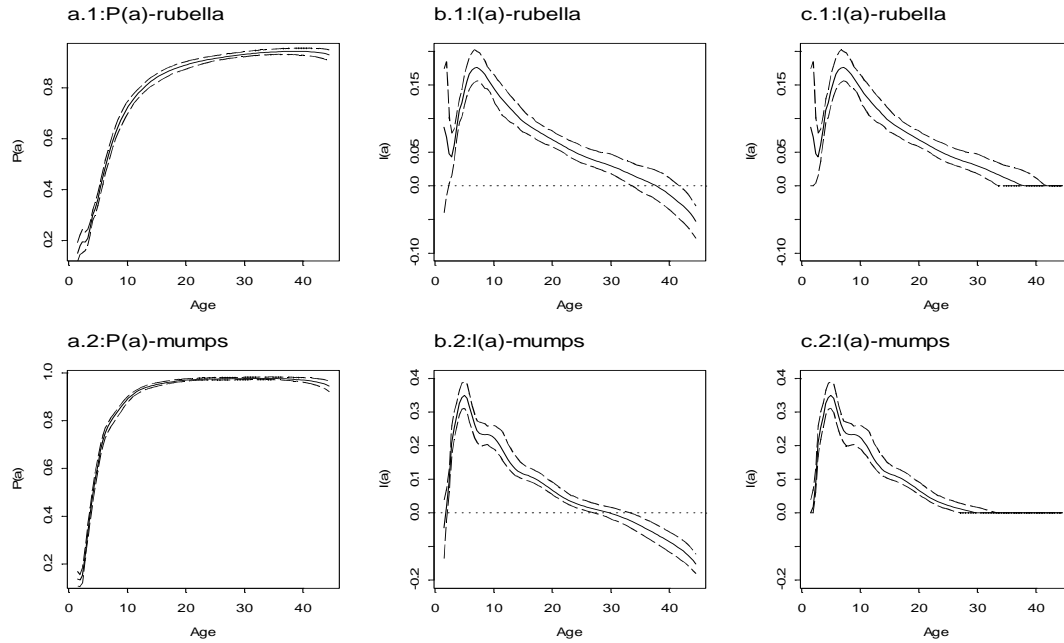 a.1:P(a)-rubella
P(a)
0.2 0.4 0.6 0.8
0 10 20 30 40
Age
b.1:I(a)-rubella
I(a)
-0.10 0.0 0.05 0.15
0 10 20 30 40
Age
c.1:I(a)-rubella
I(a)
-0.10 0.0 0.05 0.15
0 10 20 30 40
Age
a.2:P(a)-mumps
P(a)
0.2 0.4 0.6 0.8 1.0
0 10 20 30 40
Age
b.2:I(a)-mumps
I(a)
-0.2 0.0 0.1 0.2 0.3 0.4
0 10 20 30 40
Age
c.2:I(a)-mumps
I(a)
-0.2 0.0 0.1 0.2 0.3 0.4
0 10 20 30 40
Age